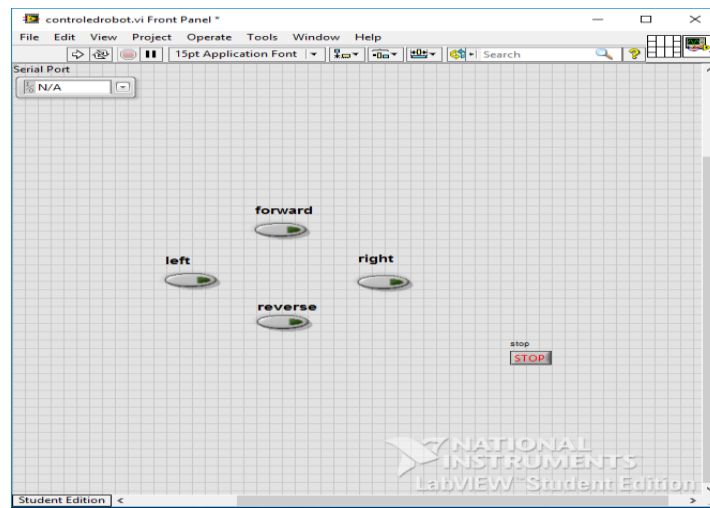 controledrobot.vi Front Panel *
File Edit View Project Operate Tools Window Help
15pt Application Font Search
Serial Port
N/A
forward
left right
reverse
stop
STOP
NATIONAL
INSTRUMENTS
LabVIEW Student Edition
Student Edition